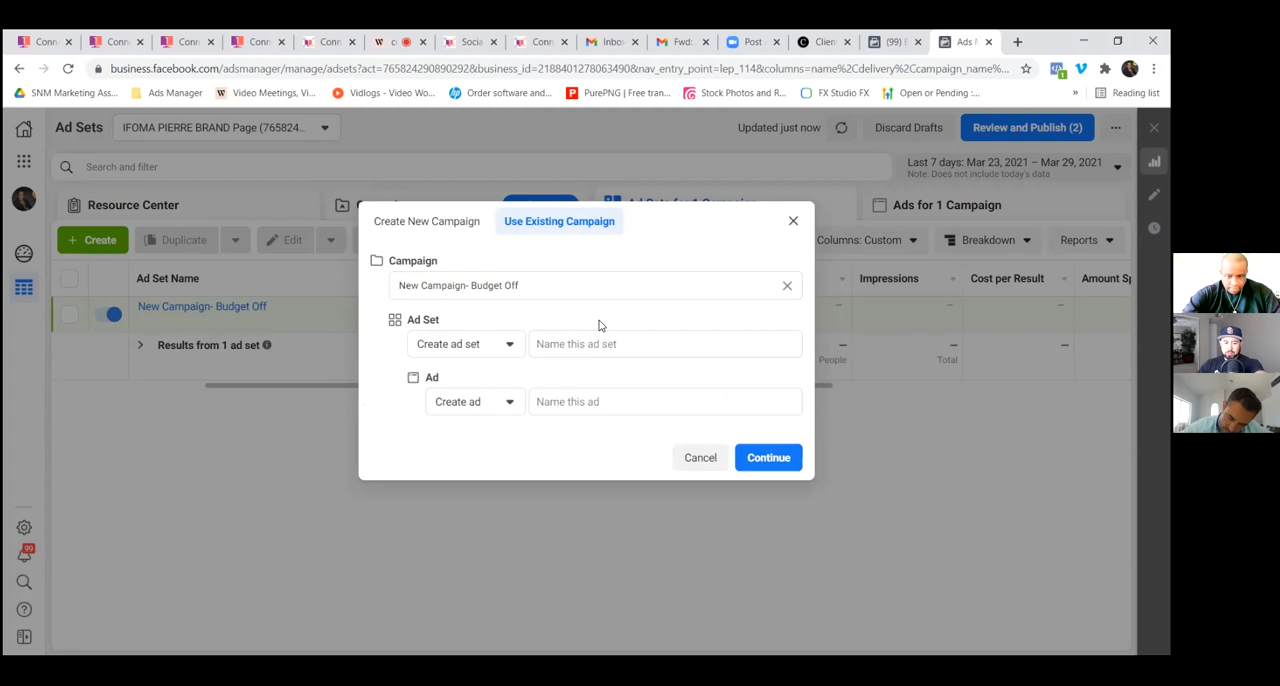 Conn
Conn
Conn
Conn
Conn
Socia
Conn
Inbo
Fwd:
Post
Clien
(99)
Ads
business.facebook.com/adsmanager/manage/adsets?act=765824290890292&business_id=2188401278063490&nav_entry_point=lep_114&columns=name%2Cdelivery%2Ccampaign_name%...
1
SNM Marketing Ass...
Ads Manager
Video Meetings, Vi...
Vidlogs - Video Wo...
Order software and...
PurePNG | Free tran...
Stock Photos and R...
FX Studio FX
Open or Pending :...
»
Reading list
Ad Sets
IFOMA PIERRE BRAND Page (765824...
Updated just now
Discard Drafts
Review and Publish (2)
Search and filter
Last 7 days: Mar 23, 2021 – Mar 29, 2021
Note: Does not include today's data
Resource Center
Ads for 1 Campaign
+ Create
Duplicate
Edit
Columns: Custom
Breakdown
Reports
Ad Set Name
Impressions
Cost per Result
Amount Sp
New Campaign- Budget Off
Results from 1 ad set
People
Total
Create New Campaign
Use Existing Campaign
Campaign
New Campaign- Budget Off
Ad Set
Create ad set
Name this ad set
Ad
Create ad
Name this ad
Cancel
Continue
99